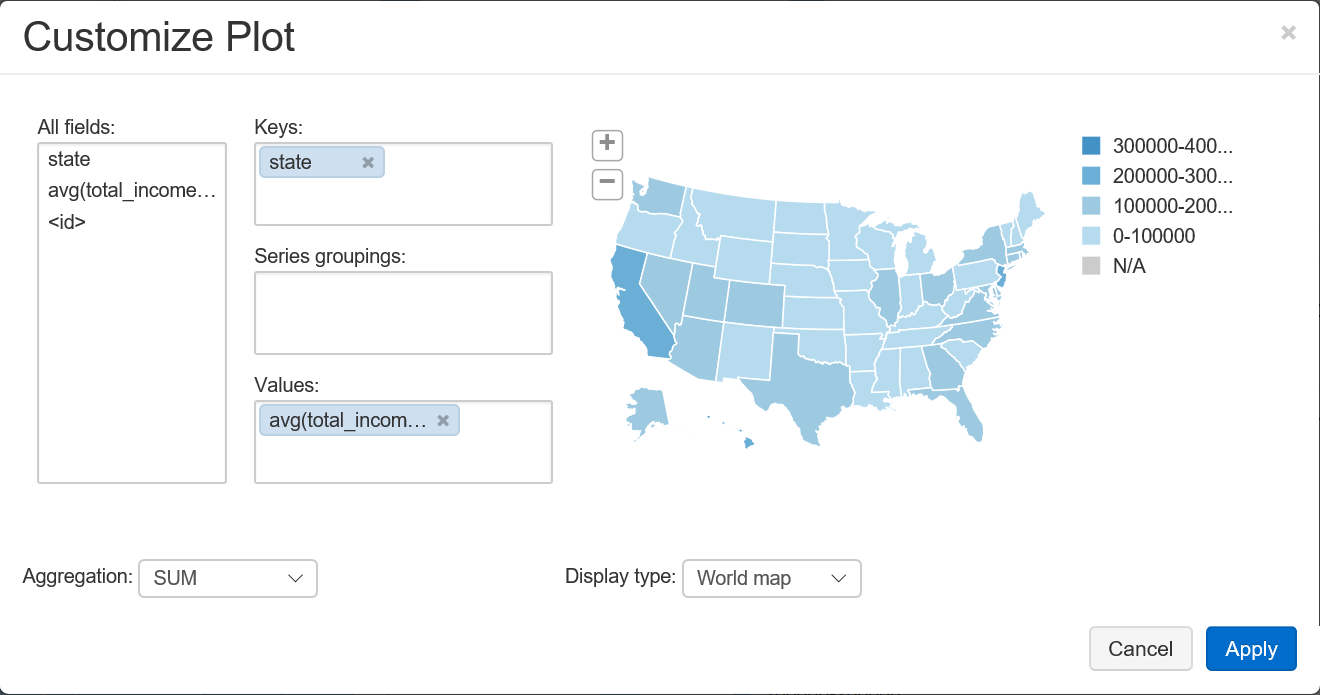 Customize Plot
×
All fields:
state
avg(total_income…
<id>
Keys:
state ×
Series groupings:
Values:
avg(total_incom… ×
+
−
300000-400...
200000-300...
100000-200...
0-100000
N/A
Aggregation: SUM
Display type: World map
Cancel
Apply